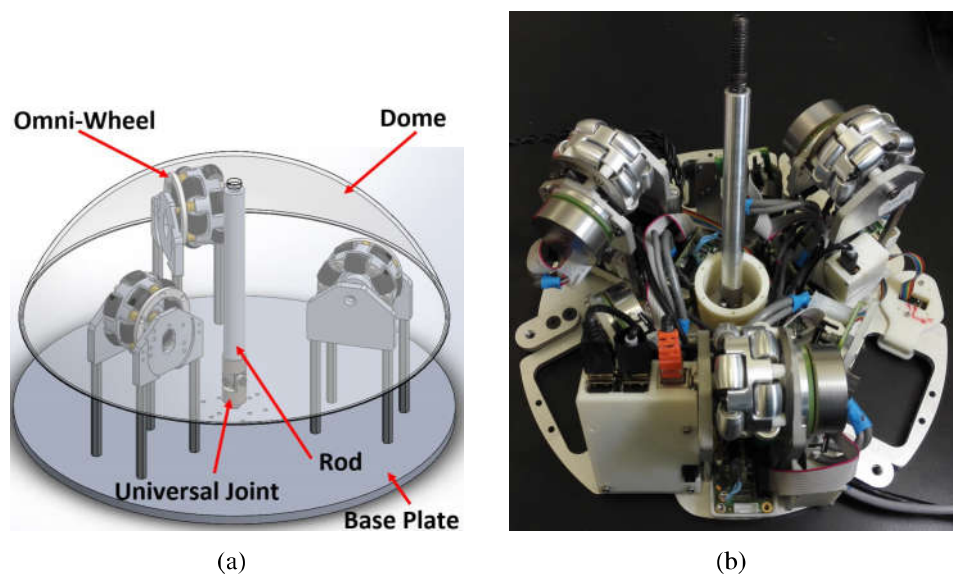 Omni-Wheel
Dome
Rod
Universal Joint
Base Plate
(a)
(b)